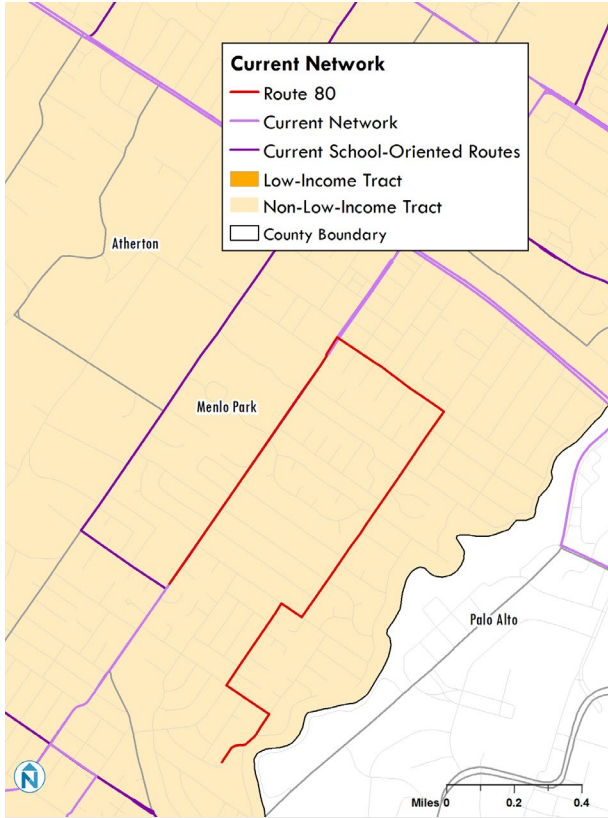 Current Network
Route 80
Current Network
Current School-Oriented Routes
Low-Income Tract
Non-Low-Income Tract
County Boundary
Atherton
Menlo Park
Palo Alto
N
Miles 0 0.2 0.4